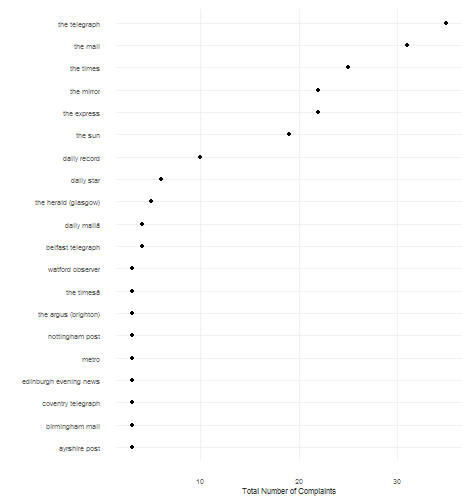 the telegraph
the mail
the times
the mirror
the express
the sun
daily record
daily star
the herald (glasgow)
daily mailâ
belfast telegraph
watford observer
the timesâ
the argus (brighton)
nottingham post
metro
edinburgh evening news
coventry telegraph
birmingham mail
ayrshire post
10 20 30
Total Number of Complaints